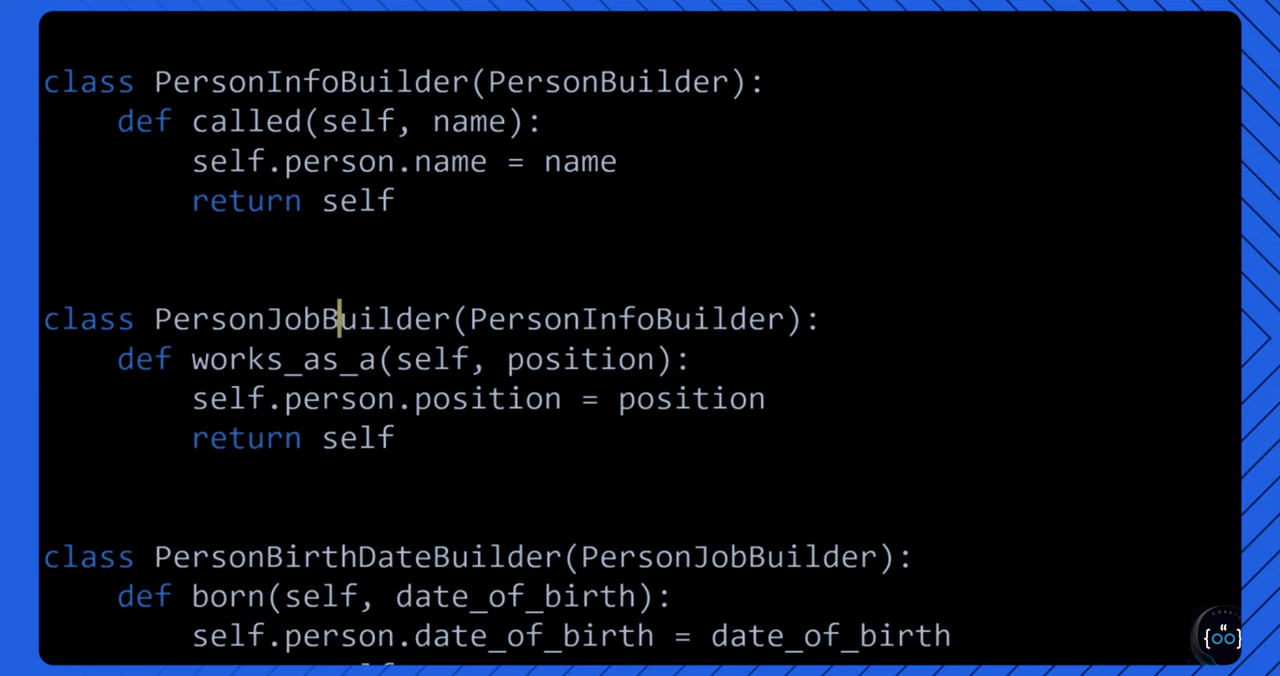 class PersonInfoBuilder(PersonBuilder):
    def called(self, name):
        self.person.name = name
        return self
class PersonJobBuilder(PersonInfoBuilder):
    def works_as_a(self, position):
        self.person.position = position
        return self
class PersonBirthDateBuilder(PersonJobBuilder):
    def born(self, date_of_birth):
        self.person.date_of_birth = date_of_birth